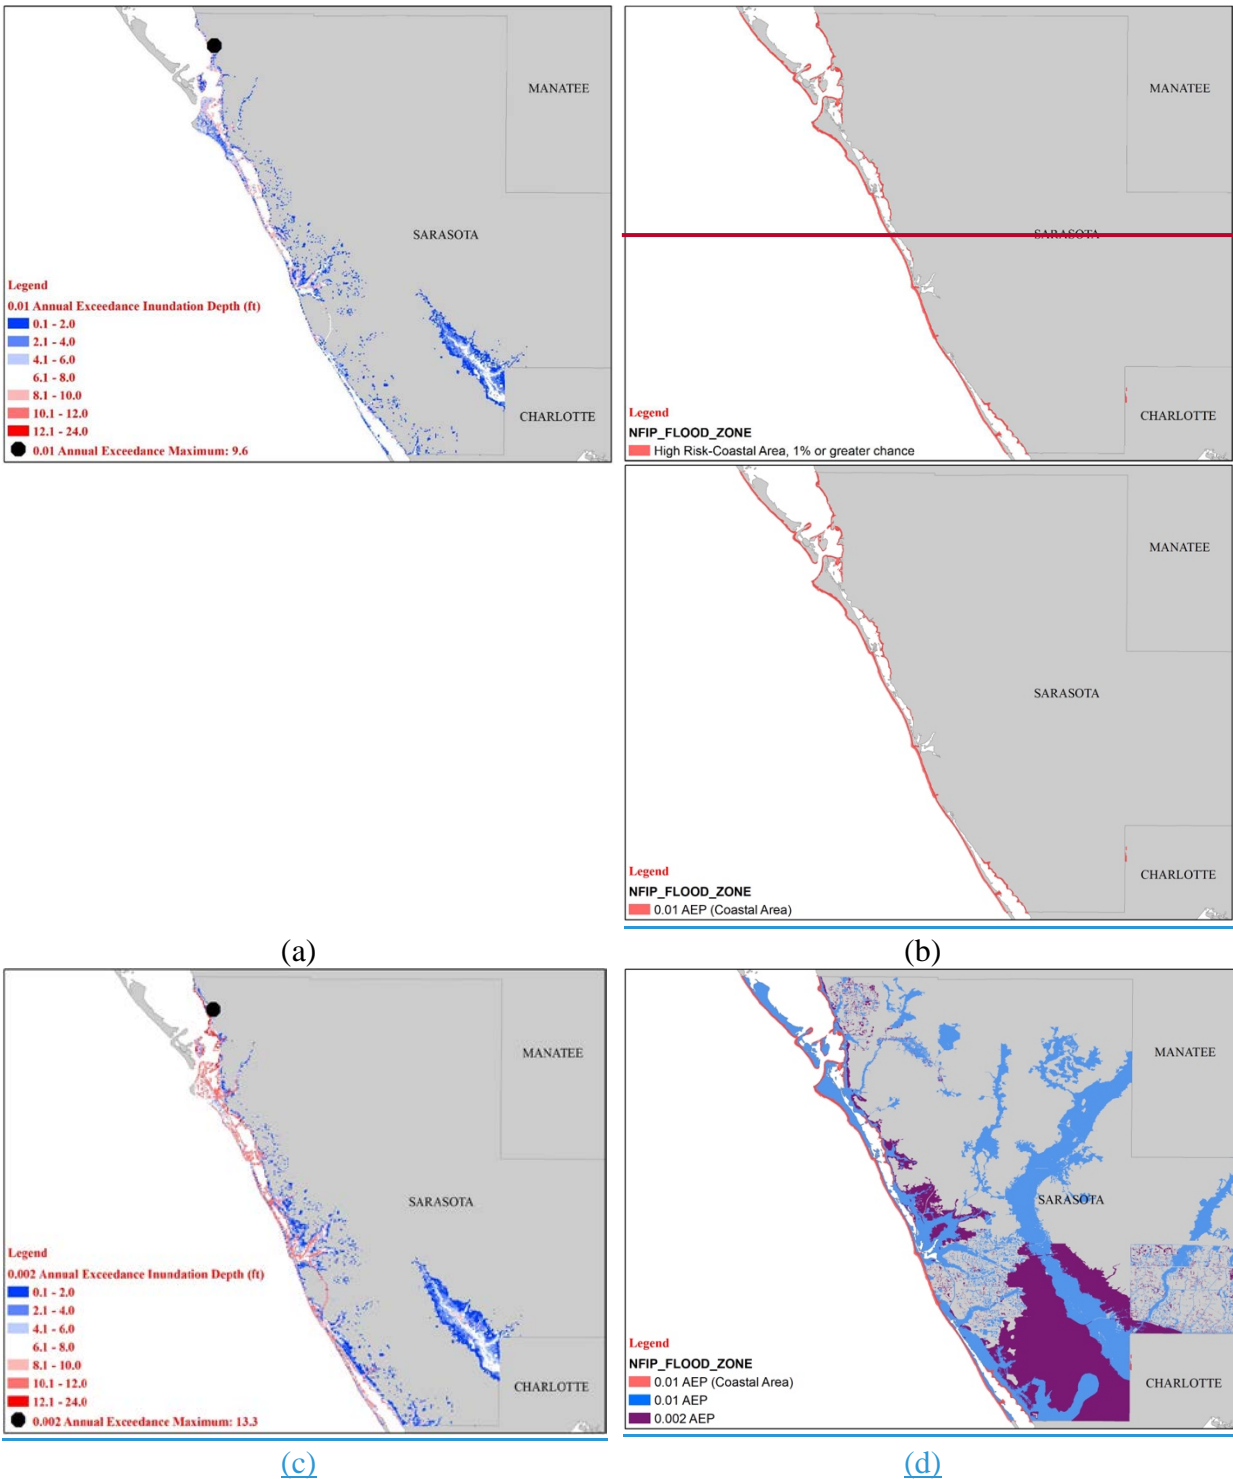 MANATEE
SARASOTA
CHARLOTTE
Legend
0.01 Annual Exceedance Inundation Depth (ft)
0.1 - 2.0
2.1 - 4.0
4.1 - 6.0
6.1 - 8.0
8.1 - 10.0
10.1 - 12.0
12.1 - 24.0
0.01 Annual Exceedance Maximum: 9.6
MANATEE
SARASOTA
CHARLOTTE
Legend
NFIP_FLOOD_ZONE
High Risk-Coastal Area, 1% or greater chance
MANATEE
SARASOTA
CHARLOTTE
Legend
NFIP_FLOOD_ZONE
0.01 AEP (Coastal Area)
(a)
(b)
MANATEE
SARASOTA
CHARLOTTE
Legend
0.002 Annual Exceedance Inundation Depth (ft)
0.1 - 2.0
2.1 - 4.0
4.1 - 6.0
6.1 - 8.0
8.1 - 10.0
10.1 - 12.0
12.1 - 24.0
0.002 Annual Exceedance Maximum: 13.3
MANATEE
SARASOTA
CHARLOTTE
Legend
NFIP_FLOOD_ZONE
0.01 AEP (Coastal Area)
0.01 AEP
0.002 AEP
(c)
(d)